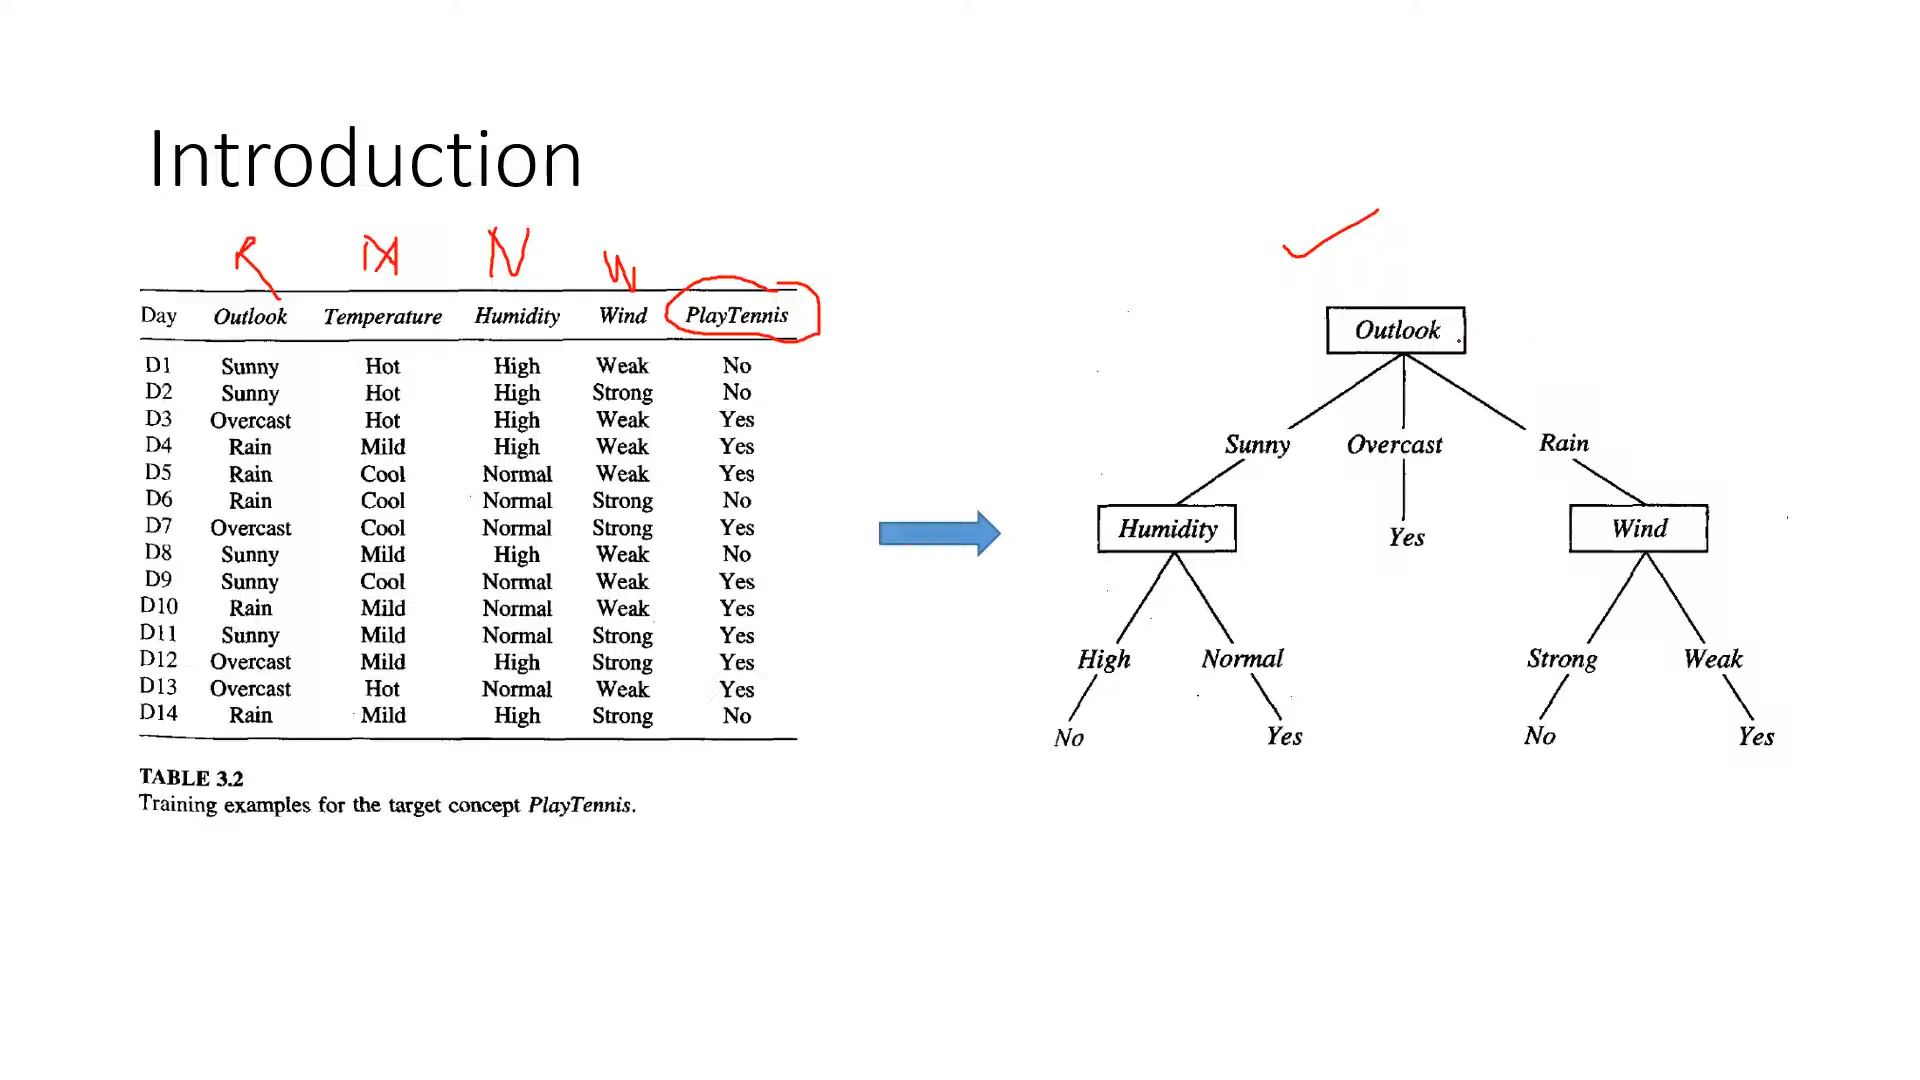 Introduction
R M N W
Day Outlook Temperature Humidity Wind PlayTennis
D1 Sunny Hot High Weak No
D2 Sunny Hot High Strong No
D3 Overcast Hot High Weak Yes
D4 Rain Mild High Weak Yes
D5 Rain Cool Normal Weak Yes
D6 Rain Cool Normal Strong No
D7 Overcast Cool Normal Strong Yes
D8 Sunny Mild High Weak No
D9 Sunny Cool Normal Weak Yes
D10 Rain Mild Normal Weak Yes
D11 Sunny Mild Normal Strong Yes
D12 Overcast Mild High Strong Yes
D13 Overcast Hot Normal Weak Yes
D14 Rain Mild High Strong No
TABLE 3.2
Training examples for the target concept PlayTennis.
Outlook
Sunny Overcast Rain
Humidity Yes Wind
High Normal Strong Weak
No Yes No Yes